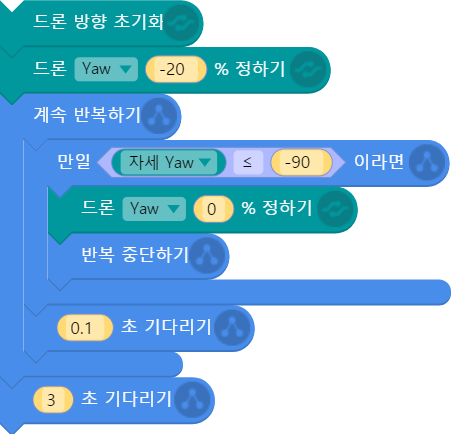 드론 방향 초기화
드론 Yaw -20 % 정하기
계속 반복하기
만일 자세 Yaw ≤ -90 이라면
드론 Yaw 0 % 정하기
반복 중단하기
0.1 초 기다리기
3 초 기다리기